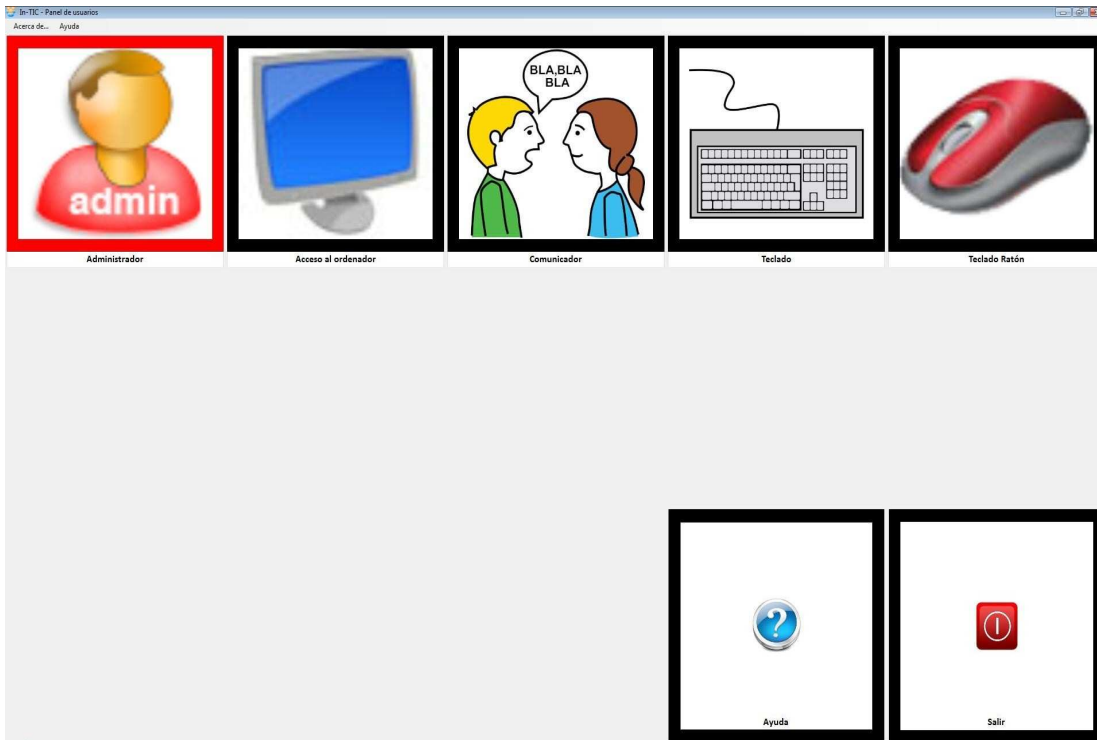 In-TIC - Panel de usuarios
Acerca de... Ayuda
admin
BLA,BLA
BLA
Administrador
Acceso al ordenador
Comunicador
Teclado
Teclado Ratón
?
Ayuda
Salir